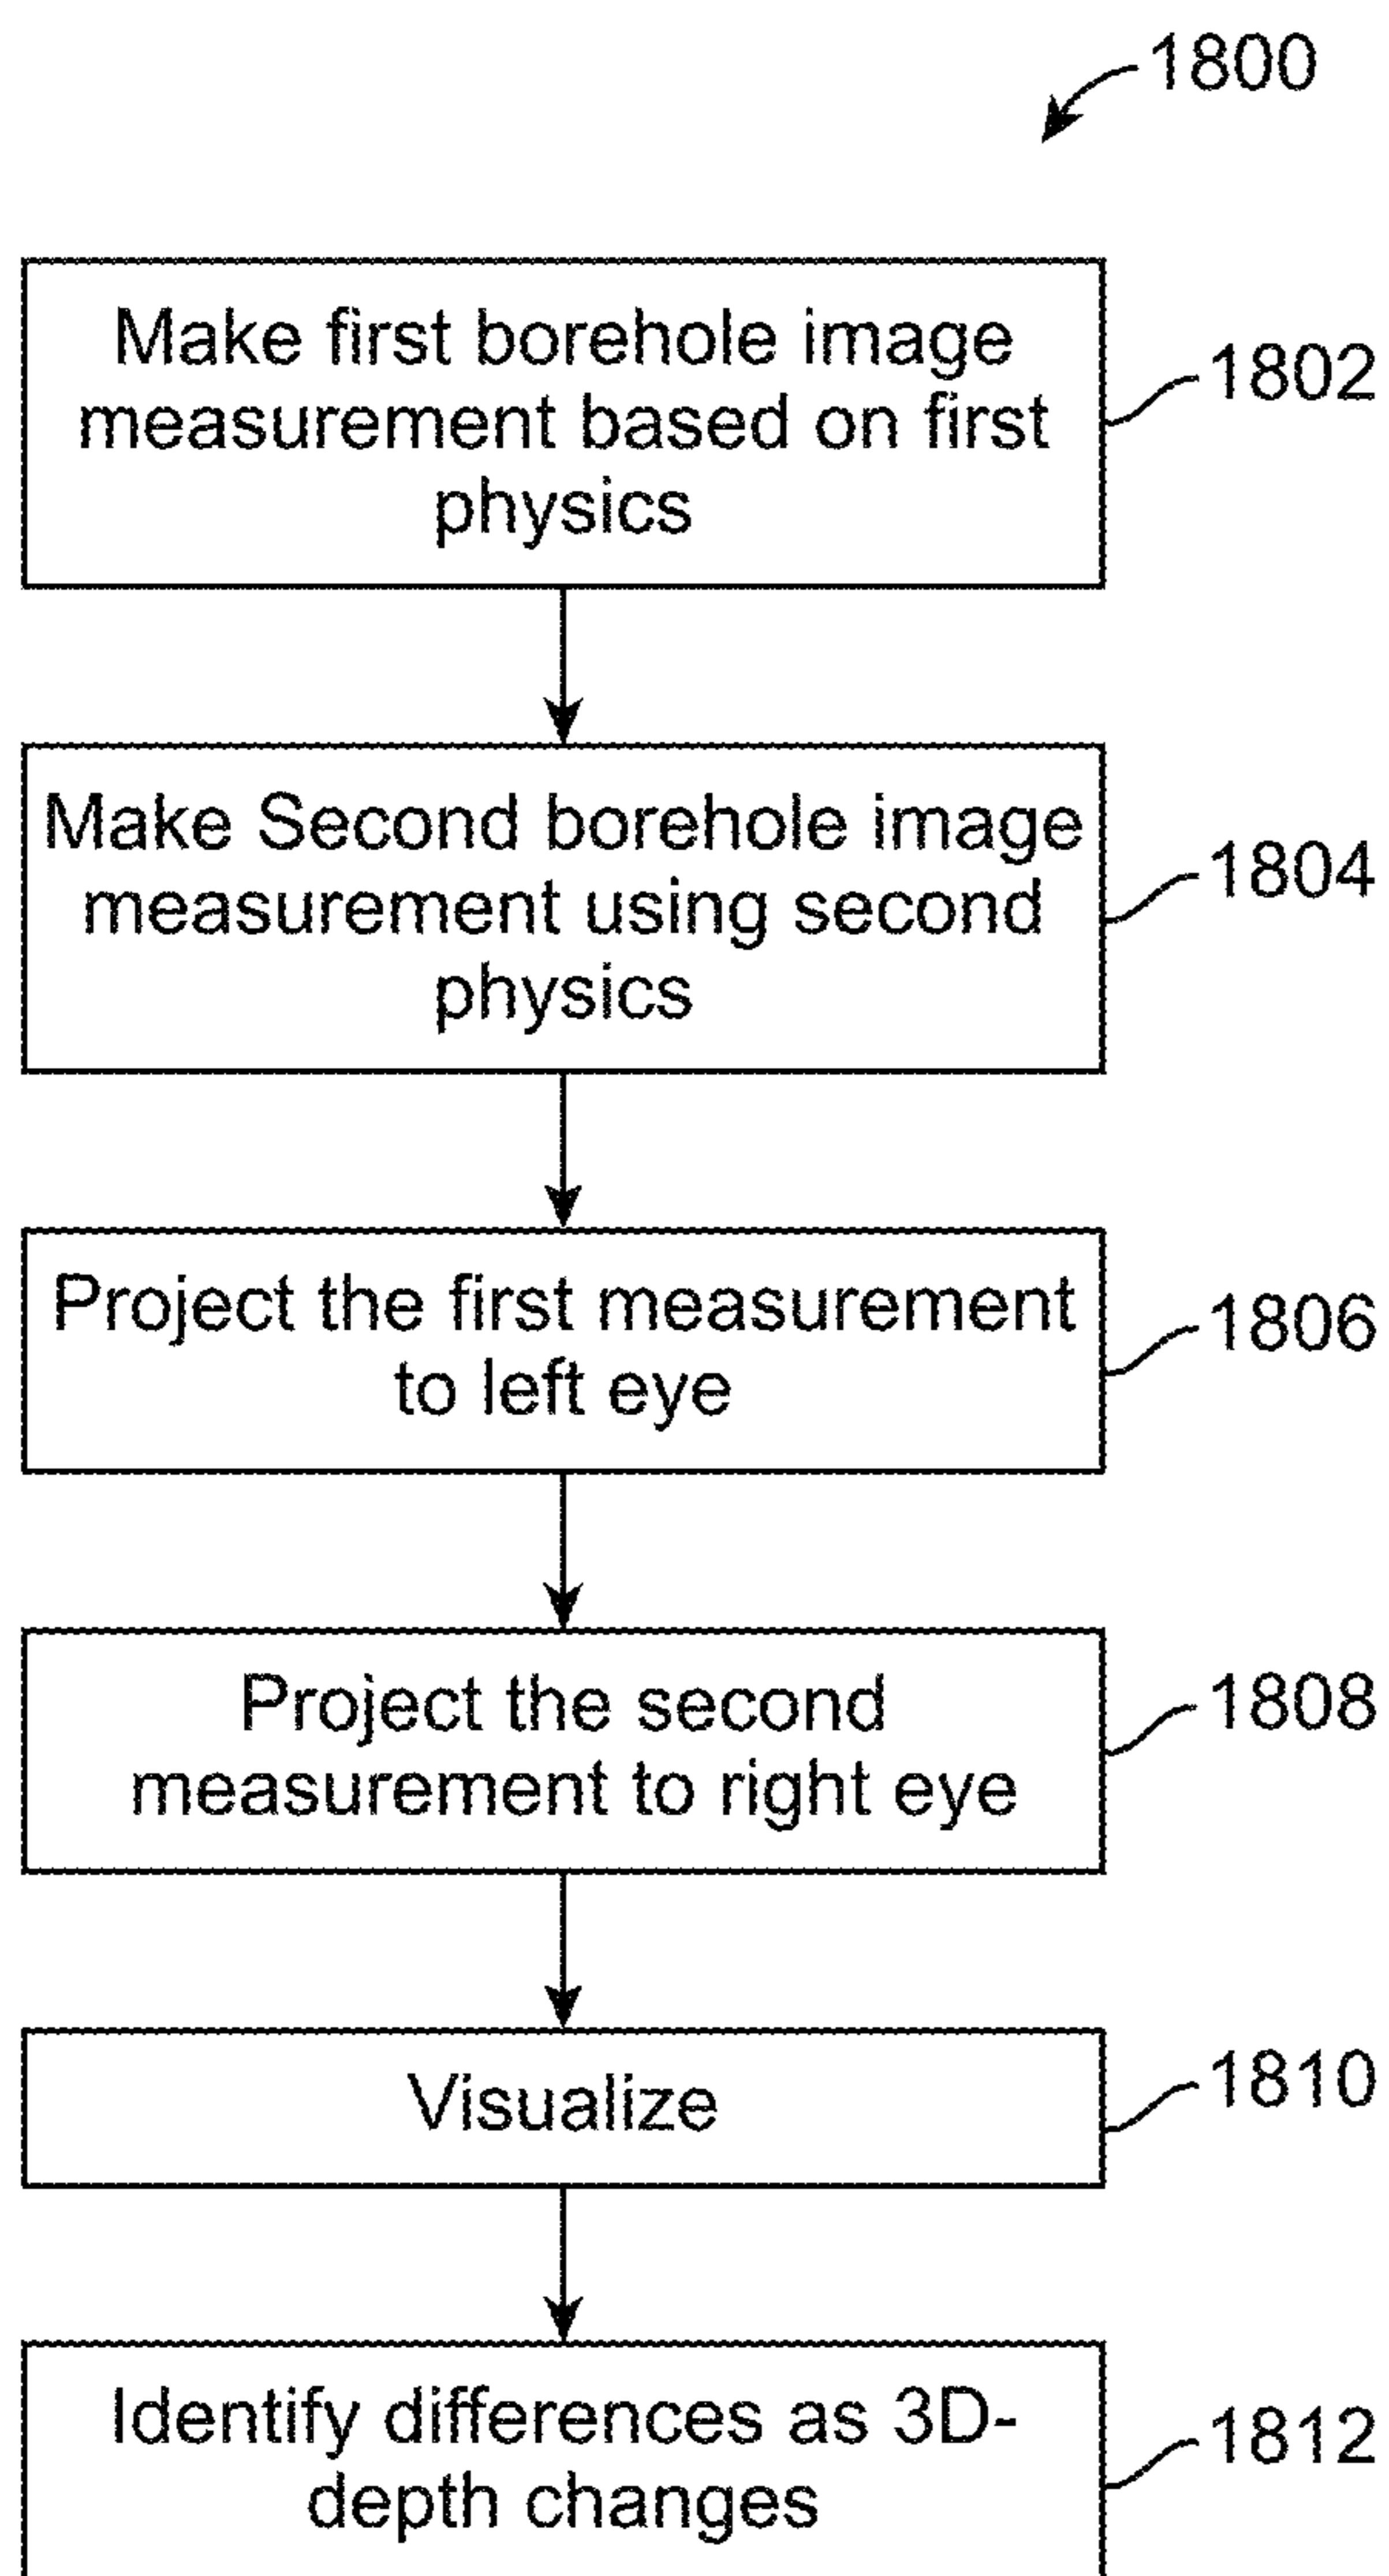 1800
Make first borehole image
measurement based on first
physics
1802
Make Second borehole image
measurement using second
physics
1804
Project the first measurement
to left eye
1806
Project the second
measurement to right eye
1808
Visualize
1810
Identify differences as 3D-
depth changes
1812